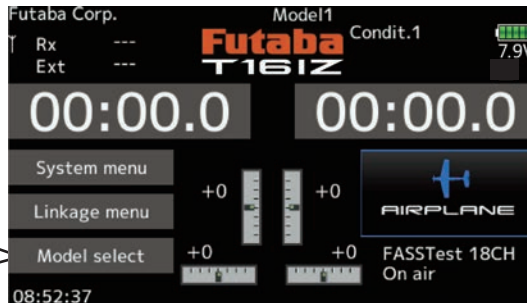 Futaba Corp.
Model1
Condit.1
Rx ---
Ext ---
Futaba
T16IZ
7.9V
00:00.0
00:00.0
System menu
Linkage menu
Model select
+0
+0
+0
+0
AIRPLANE
FASSTest 18CH
On air
08:52:37